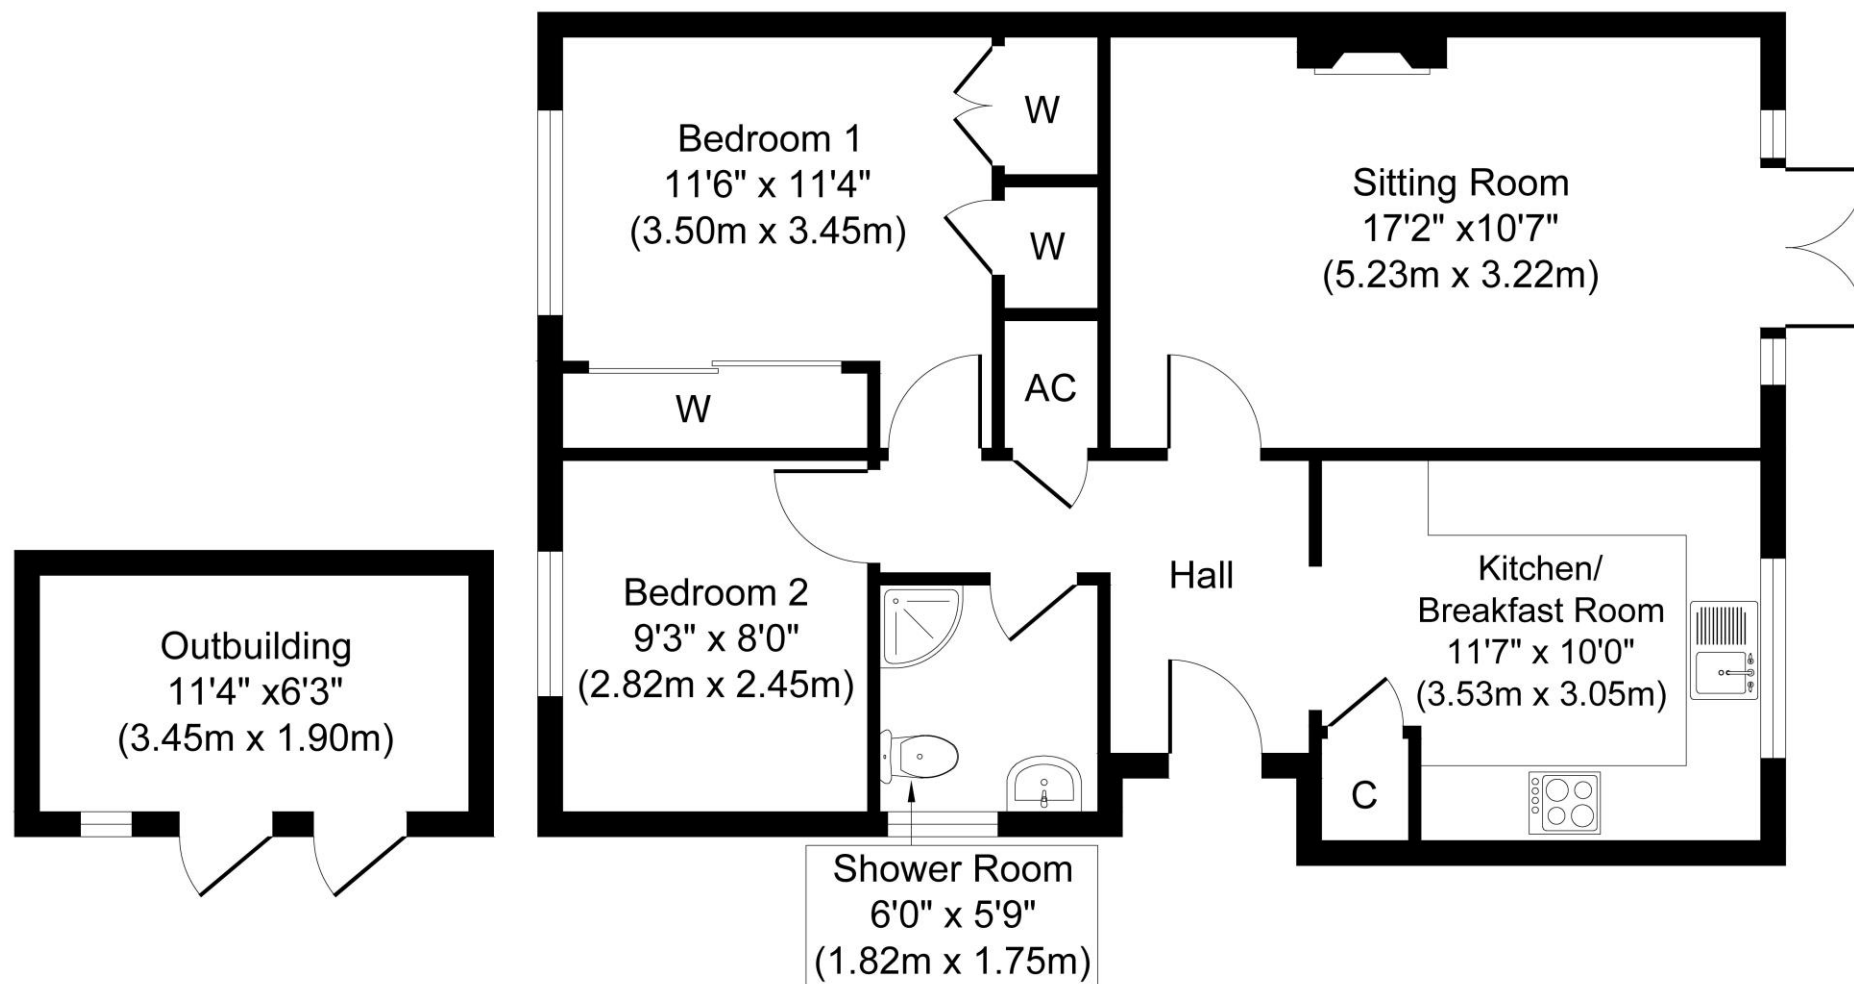 Bedroom 1
11'6" x 11'4"
(3.50m x 3.45m)
W
W
W
AC
Sitting Room
17'2" x10'7"
(5.23m x 3.22m)
Bedroom 2
9'3" x 8'0"
(2.82m x 2.45m)
Hall
Kitchen/
Breakfast Room
11'7" x 10'0"
(3.53m x 3.05m)
C
Outbuilding
11'4" x6'3"
(3.45m x 1.90m)
Shower Room
6'0" x 5'9"
(1.82m x 1.75m)